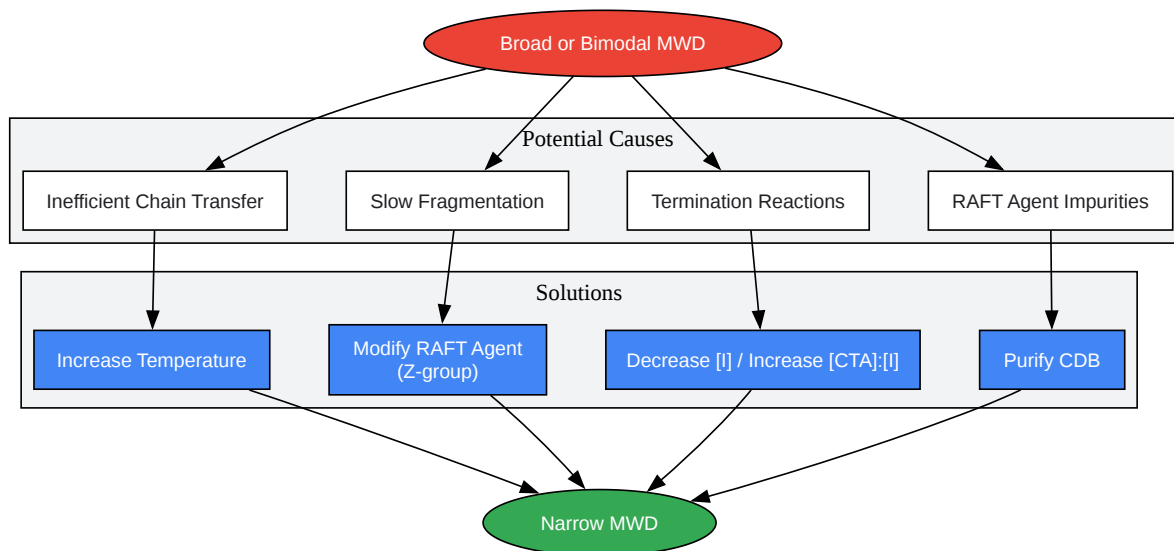 Broad or Bimodal MWD
Potential Causes
Inefficient Chain Transfer
Slow Fragmentation
Termination Reactions
RAFT Agent Impurities
Solutions
Increase Temperature
Modify RAFT Agent
(Z-group)
Decrease [I] / Increase [CTA]:[I]
Purify CDB
Narrow MWD